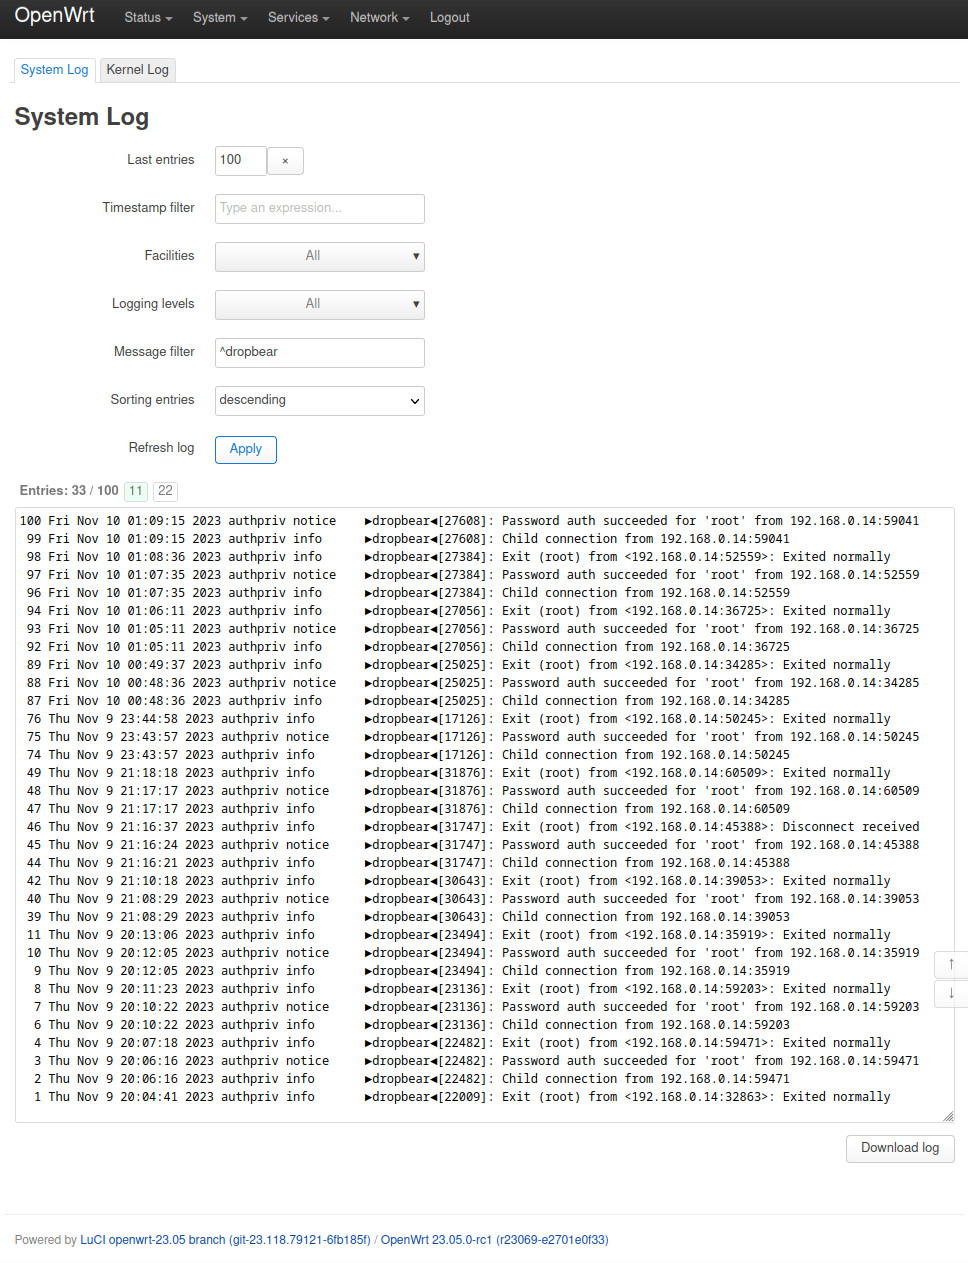 OpenWrt Status System Services Network Logout
System Log Kernel Log
System Log
Last entries 100 ×
Timestamp filter Type an expression...
Facilities All ▾
Logging levels All ▾
Message filter ^dropbear
Sorting entries descending
Refresh log Apply
Entries: 33 / 100 11 22
100 Fri Nov 10 01:09:15 2023 authpriv notice ▶dropbear◀[27608]: Password auth succeeded for 'root' from 192.168.0.14:59041
99 Fri Nov 10 01:09:15 2023 authpriv info ▶dropbear◀[27608]: Child connection from 192.168.0.14:59041
98 Fri Nov 10 01:08:36 2023 authpriv info ▶dropbear◀[27384]: Exit (root) from <192.168.0.14:52559>: Exited normally
97 Fri Nov 10 01:07:35 2023 authpriv notice ▶dropbear◀[27384]: Password auth succeeded for 'root' from 192.168.0.14:52559
96 Fri Nov 10 01:07:35 2023 authpriv info ▶dropbear◀[27384]: Child connection from 192.168.0.14:52559
94 Fri Nov 10 01:06:11 2023 authpriv info ▶dropbear◀[27056]: Exit (root) from <192.168.0.14:36725>: Exited normally
93 Fri Nov 10 01:05:11 2023 authpriv notice ▶dropbear◀[27056]: Password auth succeeded for 'root' from 192.168.0.14:36725
92 Fri Nov 10 01:05:11 2023 authpriv info ▶dropbear◀[27056]: Child connection from 192.168.0.14:36725
89 Fri Nov 10 00:49:37 2023 authpriv info ▶dropbear◀[25025]: Exit (root) from <192.168.0.14:34285>: Exited normally
88 Fri Nov 10 00:48:36 2023 authpriv notice ▶dropbear◀[25025]: Password auth succeeded for 'root' from 192.168.0.14:34285
87 Fri Nov 10 00:48:36 2023 authpriv info ▶dropbear◀[25025]: Child connection from 192.168.0.14:34285
76 Thu Nov 9 23:44:58 2023 authpriv info ▶dropbear◀[17126]: Exit (root) from <192.168.0.14:50245>: Exited normally
75 Thu Nov 9 23:43:57 2023 authpriv notice ▶dropbear◀[17126]: Password auth succeeded for 'root' from 192.168.0.14:50245
74 Thu Nov 9 23:43:57 2023 authpriv info ▶dropbear◀[17126]: Child connection from 192.168.0.14:50245
49 Thu Nov 9 21:18:18 2023 authpriv info ▶dropbear◀[31876]: Exit (root) from <192.168.0.14:60509>: Exited normally
48 Thu Nov 9 21:17:17 2023 authpriv notice ▶dropbear◀[31876]: Password auth succeeded for 'root' from 192.168.0.14:60509
47 Thu Nov 9 21:17:17 2023 authpriv info ▶dropbear◀[31876]: Child connection from 192.168.0.14:60509
46 Thu Nov 9 21:16:37 2023 authpriv info ▶dropbear◀[31747]: Exit (root) from <192.168.0.14:45388>: Disconnect received
45 Thu Nov 9 21:16:24 2023 authpriv notice ▶dropbear◀[31747]: Password auth succeeded for 'root' from 192.168.0.14:45388
44 Thu Nov 9 21:16:21 2023 authpriv info ▶dropbear◀[31747]: Child connection from 192.168.0.14:45388
42 Thu Nov 9 21:10:18 2023 authpriv info ▶dropbear◀[30643]: Exit (root) from <192.168.0.14:39053>: Exited normally
40 Thu Nov 9 21:08:29 2023 authpriv notice ▶dropbear◀[30643]: Password auth succeeded for 'root' from 192.168.0.14:39053
39 Thu Nov 9 21:08:29 2023 authpriv info ▶dropbear◀[30643]: Child connection from 192.168.0.14:39053
11 Thu Nov 9 20:13:06 2023 authpriv info ▶dropbear◀[23494]: Exit (root) from <192.168.0.14:35919>: Exited normally
10 Thu Nov 9 20:12:05 2023 authpriv notice ▶dropbear◀[23494]: Password auth succeeded for 'root' from 192.168.0.14:35919
9 Thu Nov 9 20:12:05 2023 authpriv info ▶dropbear◀[23494]: Child connection from 192.168.0.14:35919
8 Thu Nov 9 20:11:23 2023 authpriv info ▶dropbear◀[23136]: Exit (root) from <192.168.0.14:59203>: Exited normally
7 Thu Nov 9 20:10:22 2023 authpriv notice ▶dropbear◀[23136]: Password auth succeeded for 'root' from 192.168.0.14:59203
6 Thu Nov 9 20:10:22 2023 authpriv info ▶dropbear◀[23136]: Child connection from 192.168.0.14:59203
4 Thu Nov 9 20:07:18 2023 authpriv info ▶dropbear◀[22482]: Exit (root) from <192.168.0.14:59471>: Exited normally
3 Thu Nov 9 20:06:16 2023 authpriv notice ▶dropbear◀[22482]: Password auth succeeded for 'root' from 192.168.0.14:59471
2 Thu Nov 9 20:06:16 2023 authpriv info ▶dropbear◀[22482]: Child connection from 192.168.0.14:59471
1 Thu Nov 9 20:04:41 2023 authpriv info ▶dropbear◀[22009]: Exit (root) from <192.168.0.14:32863>: Exited normally
↑
↓
Download log
Powered by LuCI openwrt-23.05 branch (git-23.118.79121-6fb185f) / OpenWrt 23.05.0-rc1 (r23069-e2701e0f33)